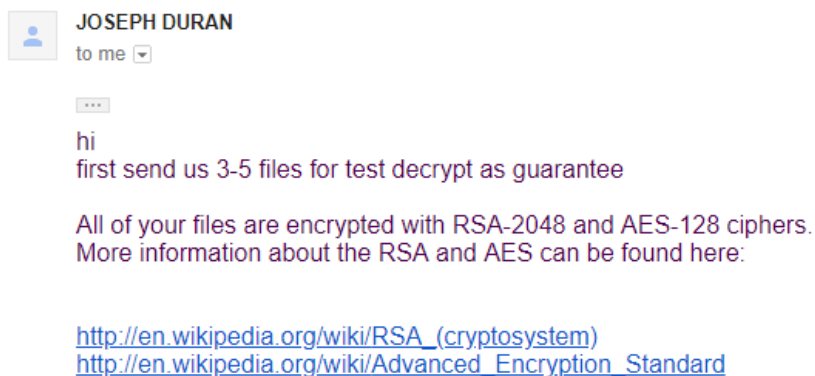 JOSEPH DURAN
to me
...
hi
first send us 3-5 files for test decrypt as guarantee
All of your files are encrypted with RSA-2048 and AES-128 ciphers.
More information about the RSA and AES can be found here:
http://en.wikipedia.org/wiki/RSA_(cryptosystem)
http://en.wikipedia.org/wiki/Advanced_Encryption_Standard